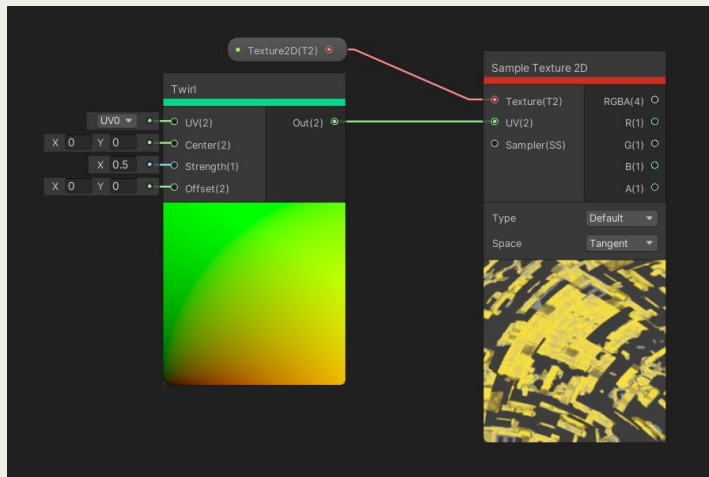 Texture2D(T2)
Twirl
UV0
UV(2)
Out(2)
X 0 Y 0
Center(2)
X 0.5
Strength(1)
X 0 Y 0
Offset(2)
Sample Texture 2D
Texture(T2)
RGBA(4)
UV(2)
R(1)
Sampler(SS)
G(1)
B(1)
A(1)
Type
Default
Space
Tangent